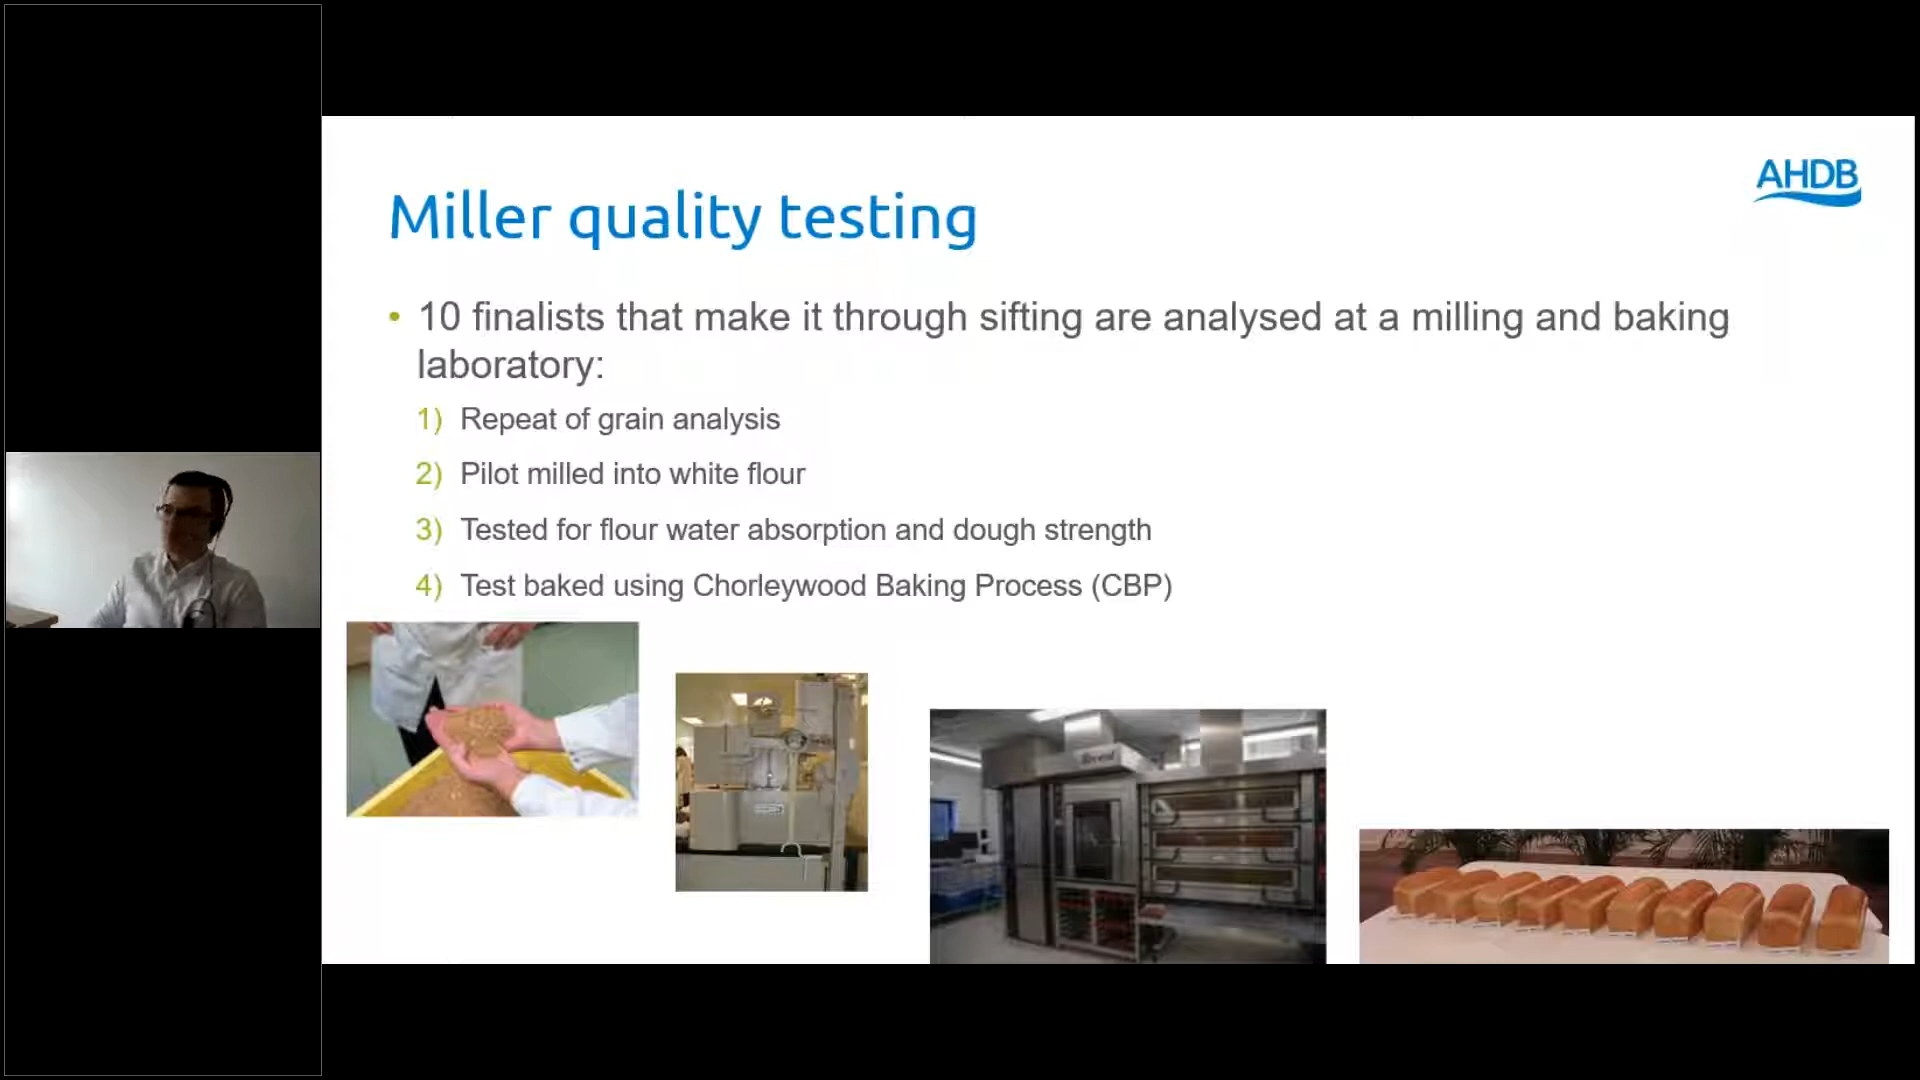 AHDB
Miller quality testing
• 10 finalists that make it through sifting are analysed at a milling and baking
laboratory:
1) Repeat of grain analysis
2) Pilot milled into white flour
3) Tested for flour water absorption and dough strength
4) Test baked using Chorleywood Baking Process (CBP)